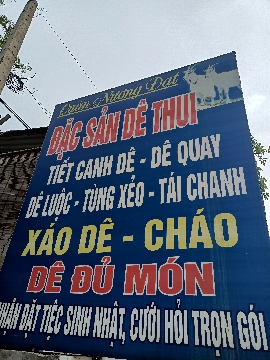 Quán Nướng Đạt
ĐẶC SẢN DÊ THUI
TIẾT CANH DÊ - DÊ QUAY
DÊ LUỘC - TÙNG XẺO - TÁI CHANH
XÁO DÊ - CHÁO
DÊ ĐỦ MÓN
NHẬN ĐẶT TIỆC SINH NHẬT, CƯỚI HỎI TRỌN GÓI